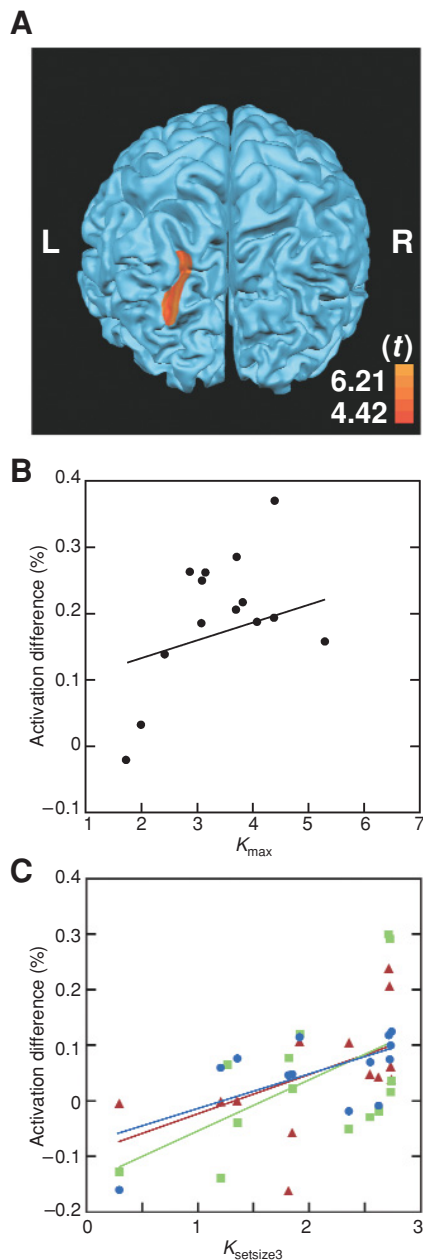 A
L
R
(t)
6.21
4.42
B
0.4
0.3
0.2
0.1
0
–0.1
Activation difference (%)
1 2 3 4 5 6 7
Kmax
C
0.4
0.3
0.2
0.1
0
–0.1
–0.2
Activation difference (%)
0 1 2 3
Ksetsize3